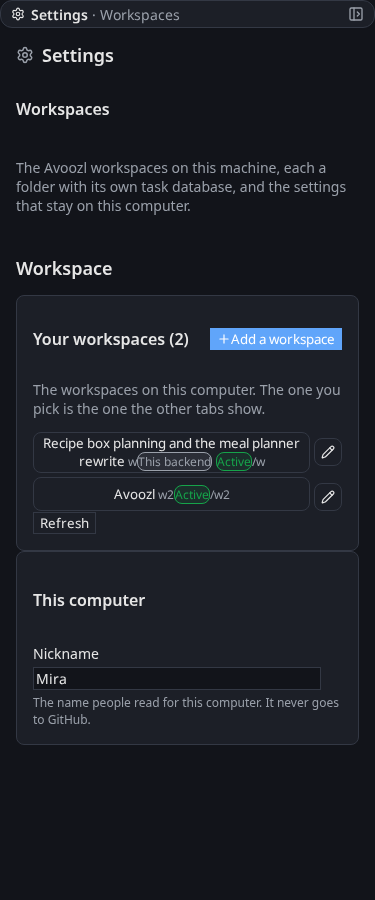 Settings · Workspaces
Settings
Workspaces
The Avoozl workspaces on this machine, each a
folder with its own task database, and the settings
that stay on this computer.
Workspace
Your workspaces (2)
Add a workspace
The workspaces on this computer. The one you
pick is the one the other tabs show.
Recipe box planning and the meal planner
rewrite w This backend Active /w
Avoozl w2 Active /w2
Refresh
This computer
Nickname
Mira
The name people read for this computer. It never goes
to GitHub.